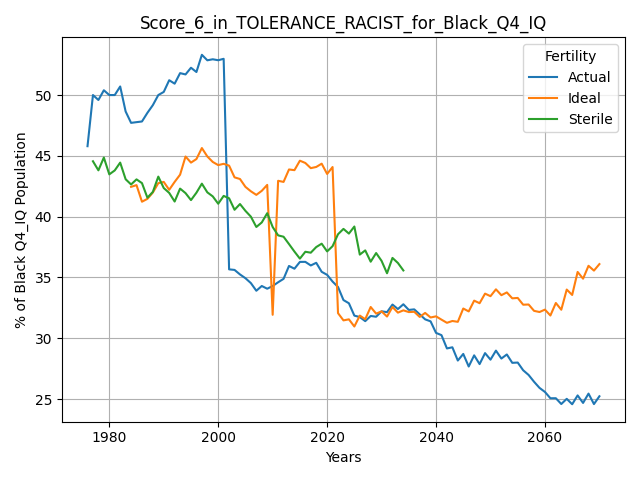 Score_6_in_TOLERANCE_RACIST_for_Black_Q4_IQ
Fertility
Actual
Ideal
Sterile
% of Black Q4_IQ Population
50
45
40
35
30
25
1980
2000
2020
2040
2060
Years